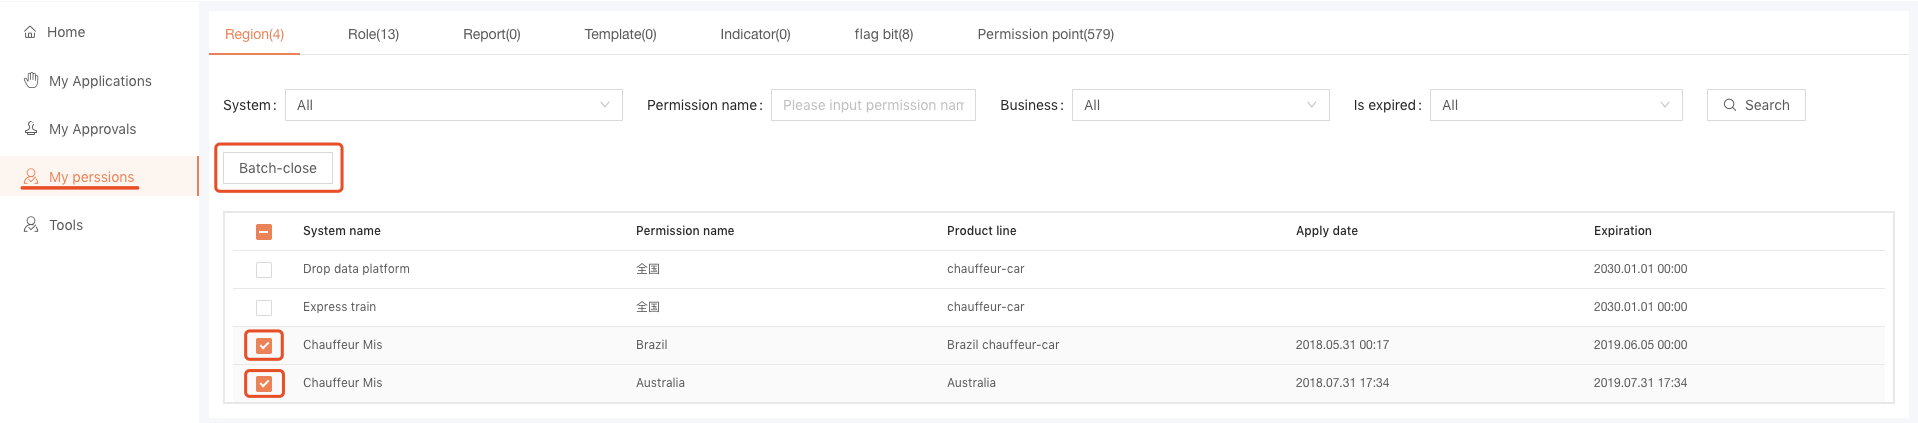 Home
My Applications
My Approvals
My perssions
Tools
Region(4) Role(13) Report(0) Template(0) Indicator(0) flag bit(8) Permission point(579)
System: All Permission name: Please input permission nam Business: All Is expired: All Search
Batch-close
System name Permission name Product line Apply date Expiration
Drop data platform 全国 chauffeur-car 2030.01.01 00:00
Express train 全国 chauffeur-car 2030.01.01 00:00
Chauffeur Mis Brazil Brazil chauffeur-car 2018.05.31 00:17 2019.06.05 00:00
Chauffeur Mis Australia Australia 2018.07.31 17:34 2019.07.31 17:34